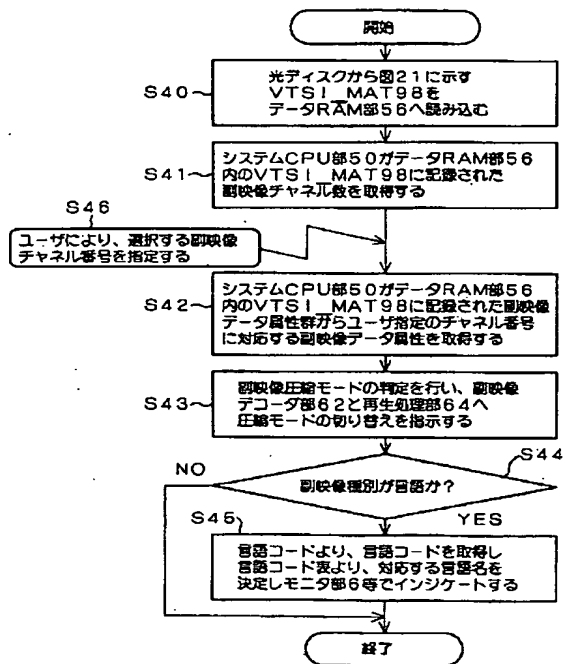 開始
S40
光ディスクから図21に示す
VTSI_MAT98を
データRAM部56へ読み込む
S41
システムCPU部50がデータRAM部56
内のVTSI_MAT98に記録された
副映像チャネル数を取得する
S46
ユーザにより、選択する副映像
チャネル番号を指定する
S42
システムCPU部50がデータRAM部56
内のVTSI_MAT98に記録された副映像
データ属性群からユーザ指定のチャネル番号
に対応する副映像データ属性を取得する
S43
副映像圧縮モードの判定を行い、副映像
デコーダ部62と再生処理部64へ
圧縮モードの切り替えを指示する
S44
副映像種別が言語か?
NO
YES
S45
言語コードより、言語コードを取得し
言語コード表より、対応する言語名を
決定しモニタ部6等でインジケートする
終了